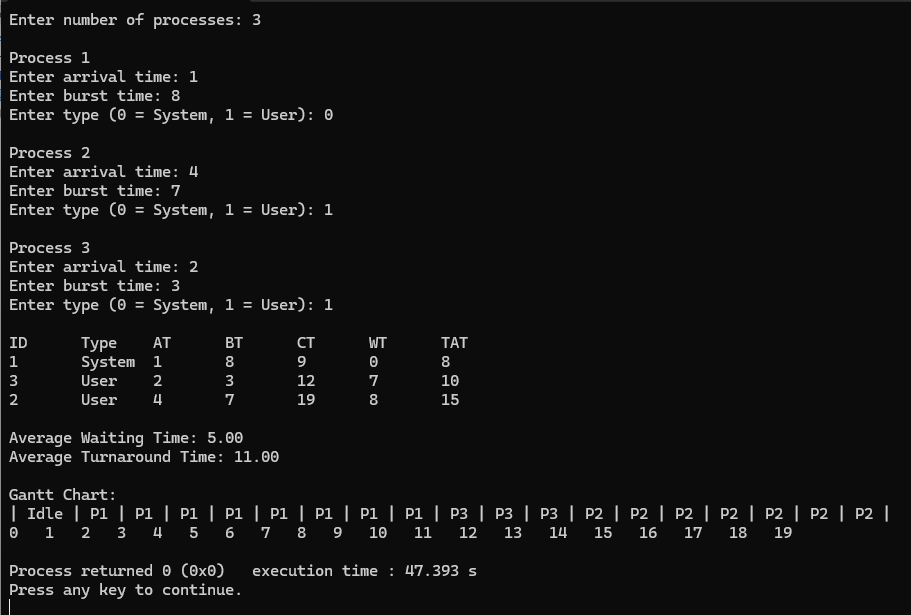 Enter number of processes: 3
Process 1
Enter arrival time: 1
Enter burst time: 8
Enter type (0 = System, 1 = User): 0
Process 2
Enter arrival time: 4
Enter burst time: 7
Enter type (0 = System, 1 = User): 1
Process 3
Enter arrival time: 2
Enter burst time: 3
Enter type (0 = System, 1 = User): 1
ID Type AT BT CT WT TAT
1 System 1 8 9 0 8
3 User 2 3 12 7 10
2 User 4 7 19 8 15
Average Waiting Time: 5.00
Average Turnaround Time: 11.00
Gantt Chart:
| Idle | P1 | P1 | P1 | P1 | P1 | P1 | P1 | P1 | P3 | P3 | P3 | P2 | P2 | P2 | P2 | P2 | P2 | P2 |
0 1 2 3 4 5 6 7 8 9 10 11 12 13 14 15 16 17 18 19
Process returned 0 (0x0) execution time : 47.393 s
Press any key to continue.